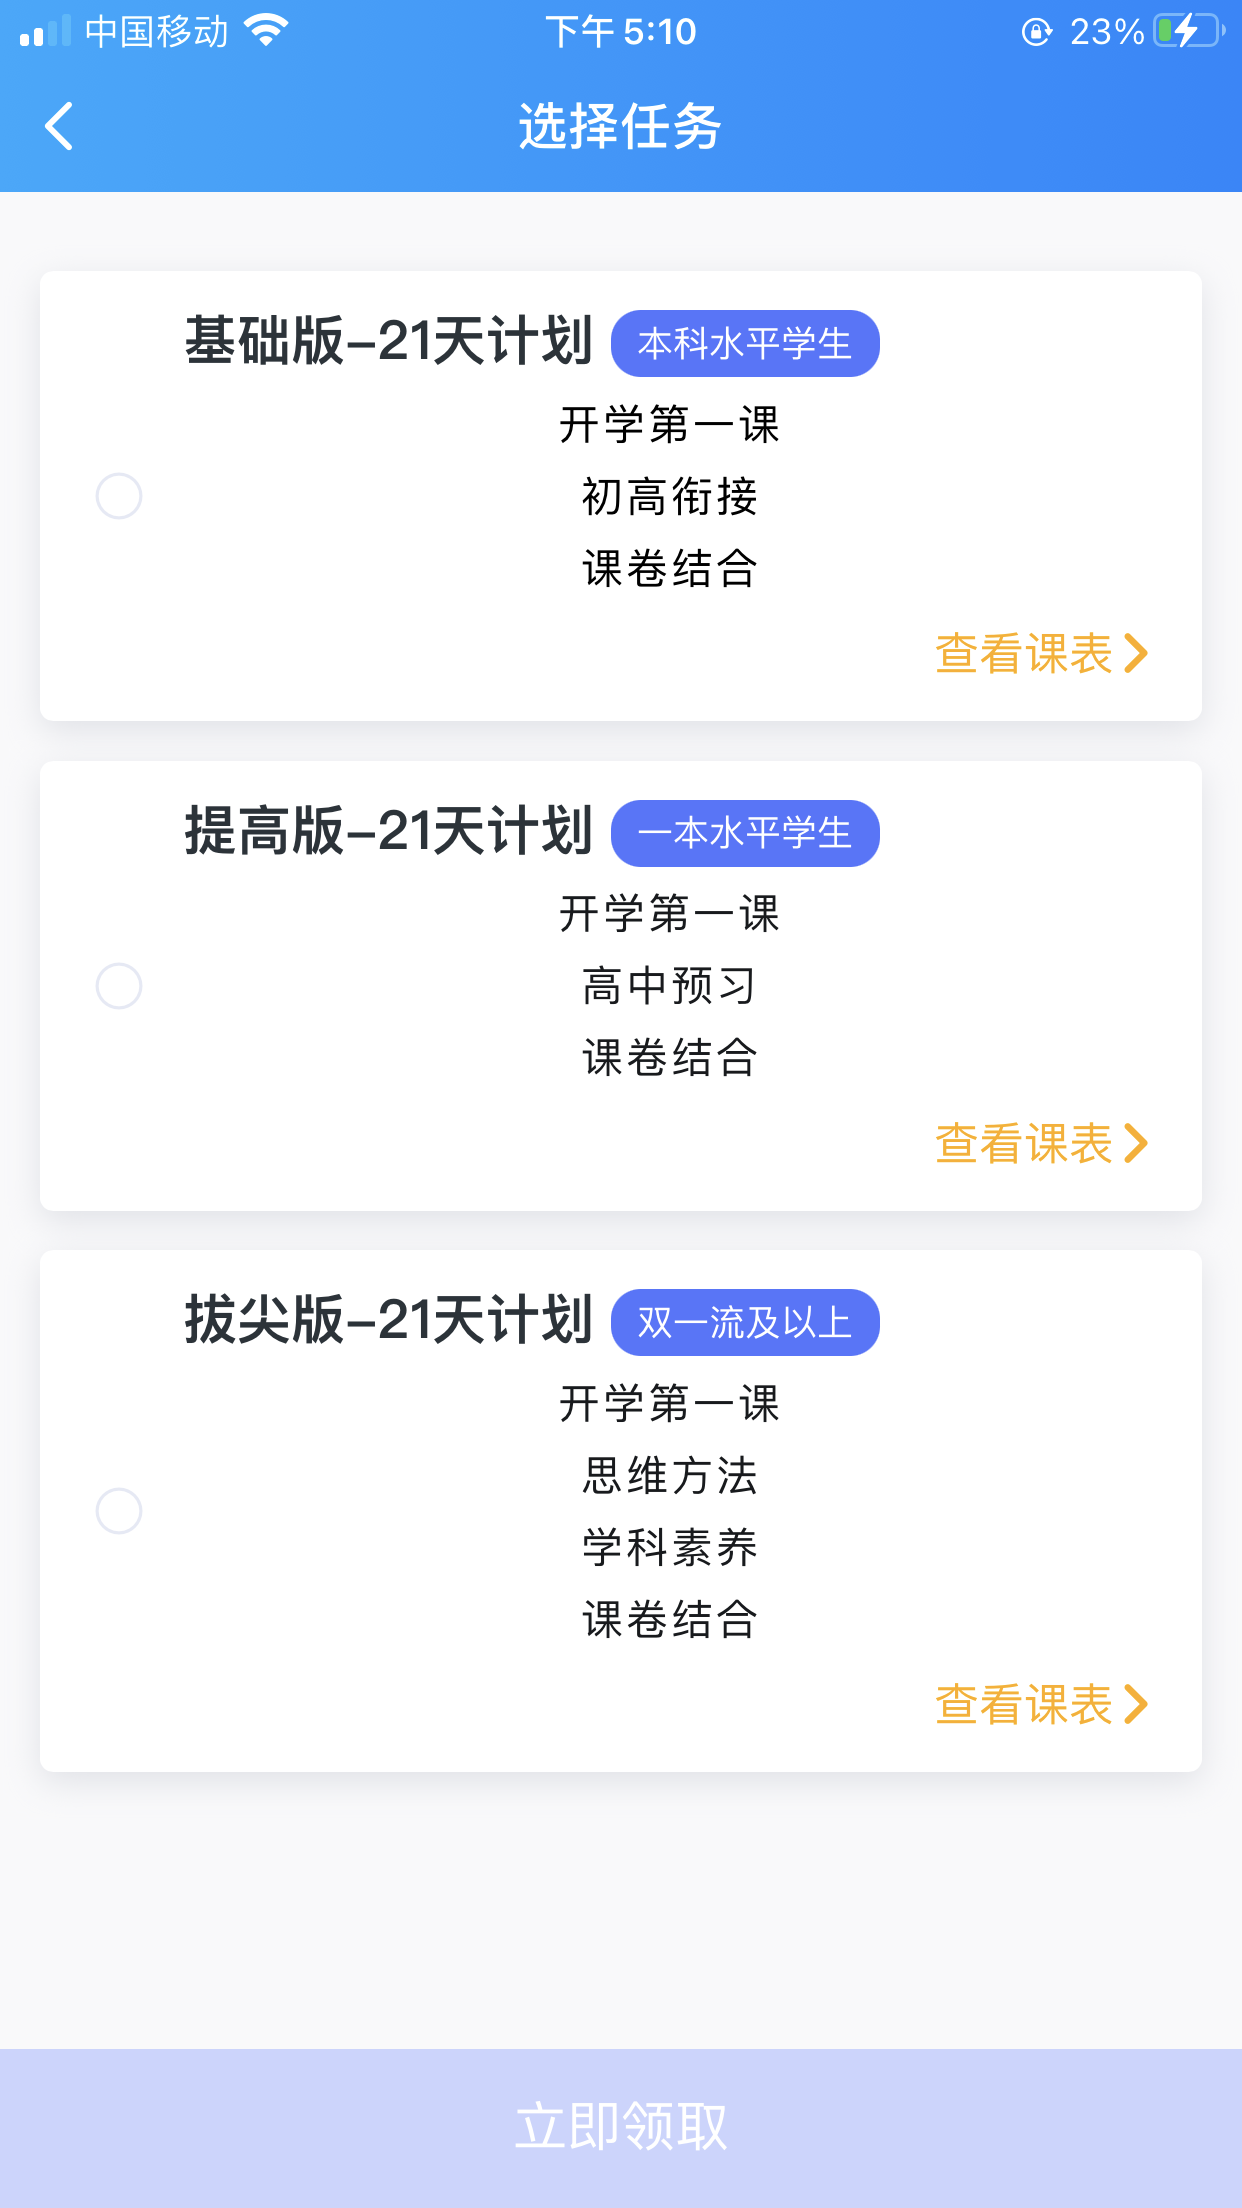 中国移动 下午5:10 23%
选择任务
基础版-21天计划 本科水平学生
开学第一课
初高衔接
课卷结合
查看课表
提高版-21天计划 一本水平学生
开学第一课
高中预习
课卷结合
查看课表
拔尖版-21天计划 双一流及以上
开学第一课
思维方法
学科素养
课卷结合
查看课表
立即领取